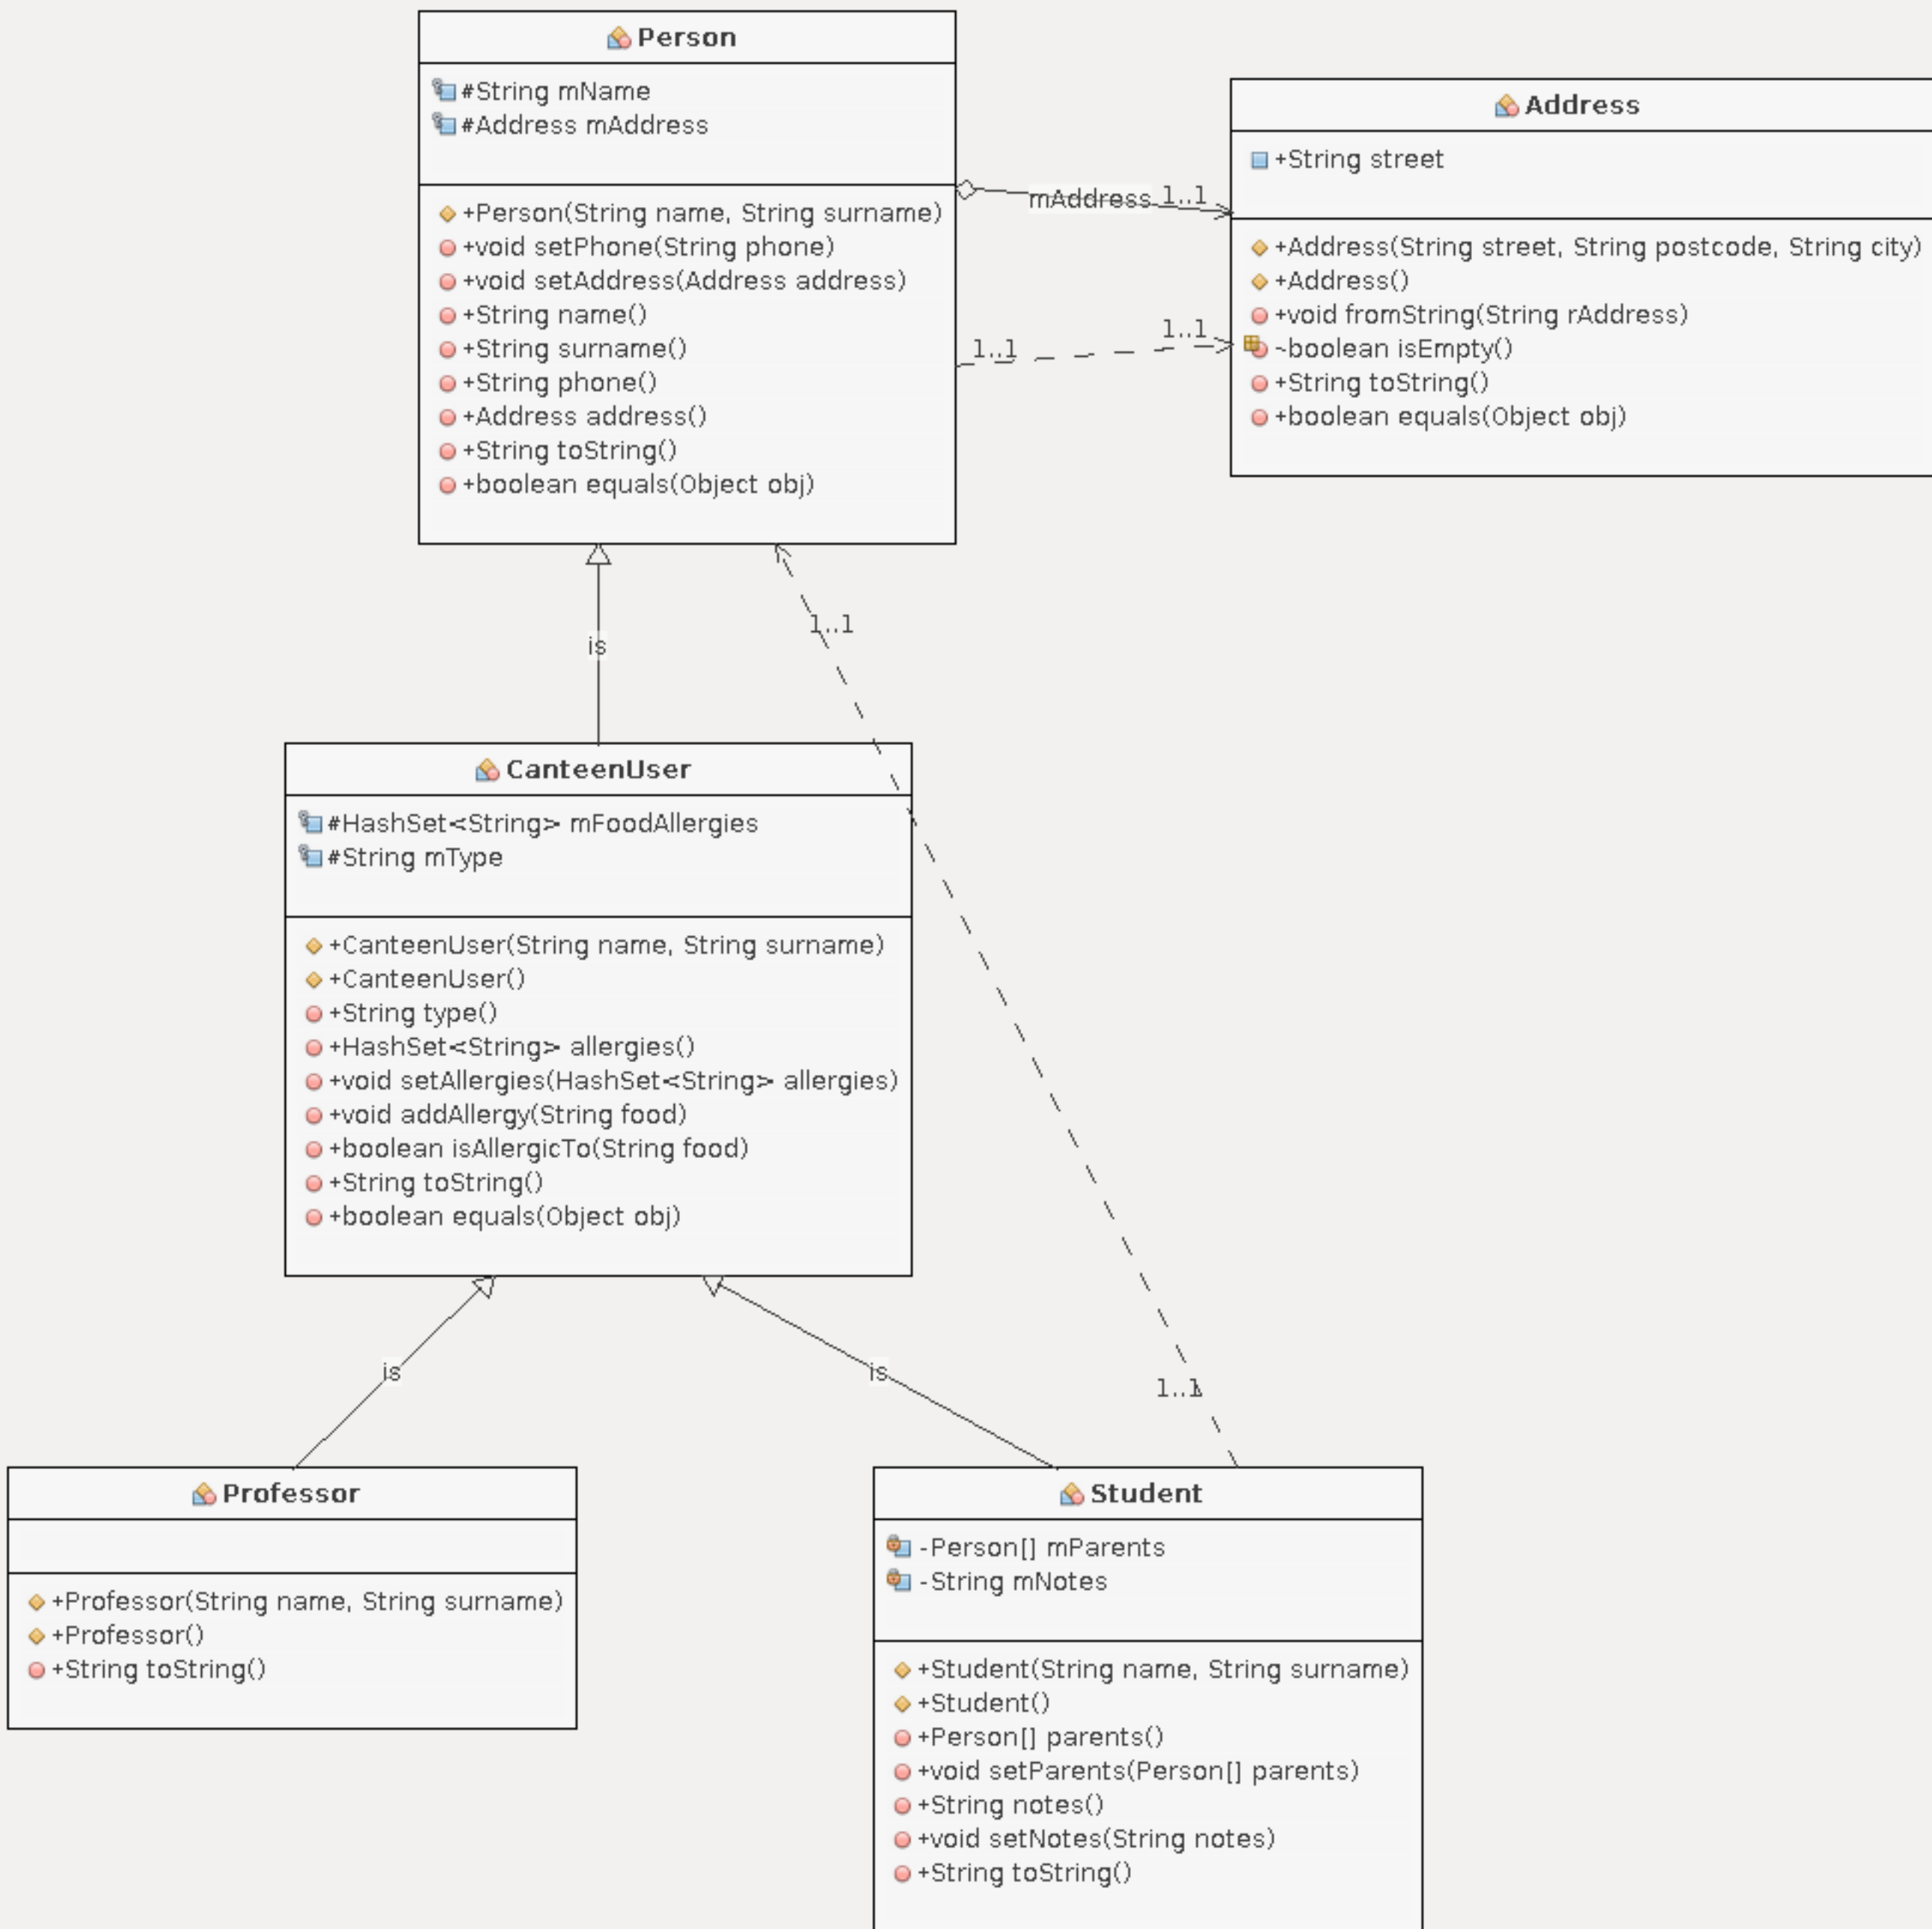 Person
#String mName
#Address mAddress
+Person(String name, String surname)
+void setPhone(String phone)
+void setAddress(Address address)
+String name()
+String surname()
+String phone()
+Address address()
+String toString()
+boolean equals(Object obj)
mAddress 1..1
1..1
1..1
Address
+String street
+Address(String street, String postcode, String city)
+Address()
+void fromString(String rAddress)
~boolean isEmpty()
+String toString()
+boolean equals(Object obj)
is
1..1
CanteenUser
#HashSet<String> mFoodAllergies
#String mType
+CanteenUser(String name, String surname)
+CanteenUser()
+String type()
+HashSet<String> allergies()
+void setAllergies(HashSet<String> allergies)
+void addAllergy(String food)
+boolean isAllergicTo(String food)
+String toString()
+boolean equals(Object obj)
is
is
1..1
Professor
+Professor(String name, String surname)
+Professor()
+String toString()
Student
-Person[] mParents
-String mNotes
+Student(String name, String surname)
+Student()
+Person[] parents()
+void setParents(Person[] parents)
+String notes()
+void setNotes(String notes)
+String toString()